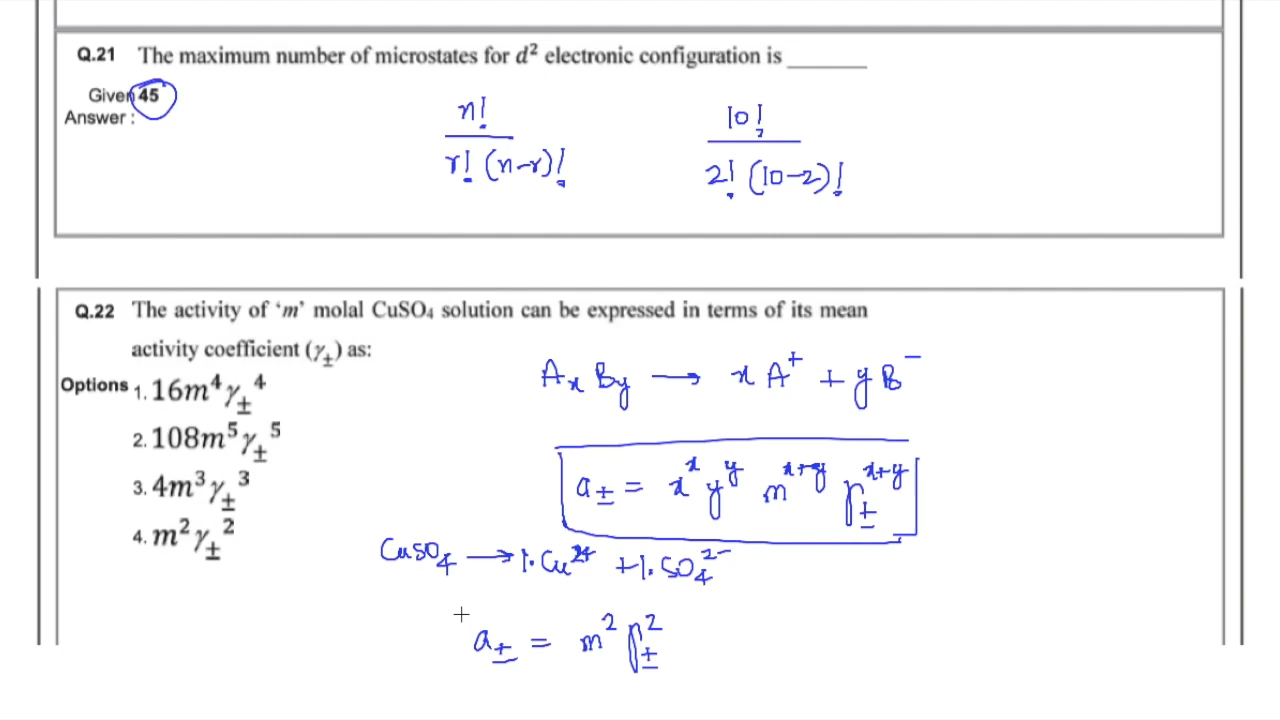 Q.21 The maximum number of microstates for d² electronic configuration is ________
Given 45
Answer :
n! / r! (n-r)!
10! / 2! (10-2)!
Q.22 The activity of ‘m’ molal CuSO₄ solution can be expressed in terms of its mean
activity coefficient (γ±) as:
Options 1. 16m⁴γ±⁴
2. 108m⁵γ±⁵
3. 4m³γ±³
4. m²γ±²
AₓBᵧ → x A⁺ + y B⁻
a± = xˣ yʸ mˣ⁺ʸ γ±ˣ⁺ʸ
CuSO₄ → 1. Cu²⁺ + 1. SO₄²⁻
a± = m² γ±²